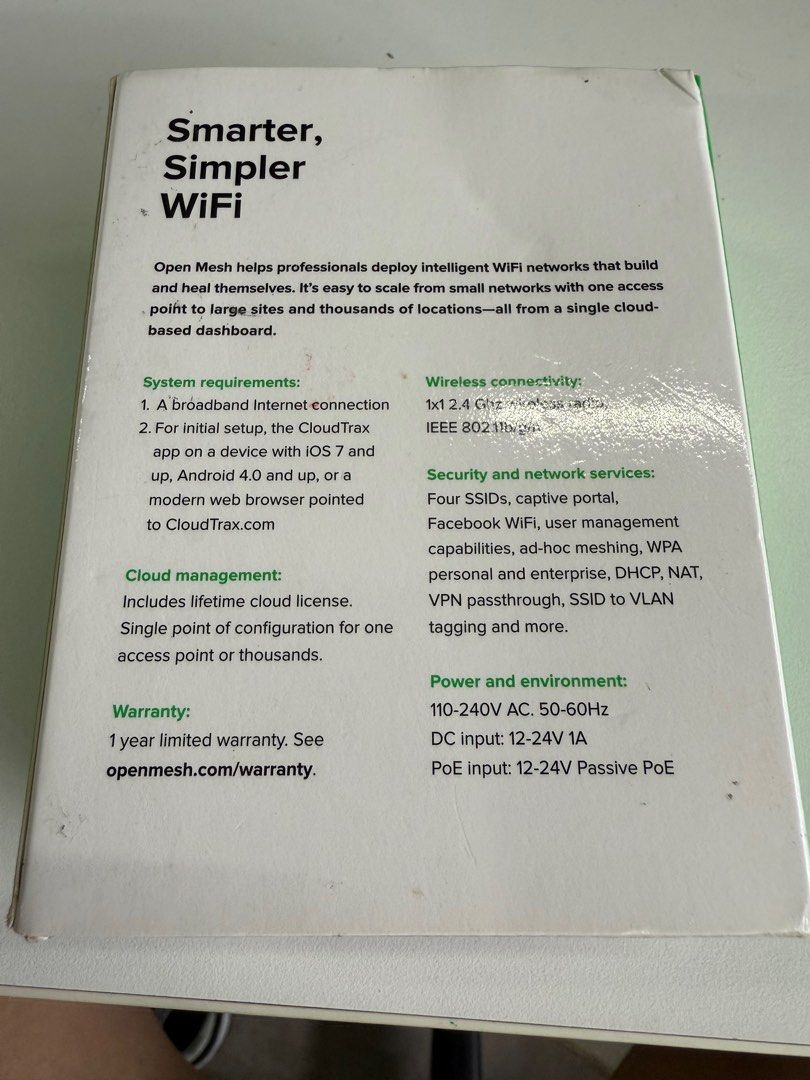 Smarter,
Simpler
WiFi
Open Mesh helps professionals deploy intelligent WiFi networks that build
and heal themselves. It's easy to scale from small networks with one access
point to large sites and thousands of locations—all from a single cloud-
based dashboard.
System requirements:
1. A broadband Internet connection
2. For initial setup, the CloudTrax
app on a device with iOS 7 and
up, Android 4.0 and up, or a
modern web browser pointed
to CloudTrax.com
Cloud management:
Includes lifetime cloud license.
Single point of configuration for one
access point or thousands.
Warranty:
1 year limited warranty. See
openmesh.com/warranty.
Wireless connectivity:
1x1 2.4 Ghz wireless radio,
IEEE
Security and network services:
Four SSIDs, captive portal,
Facebook WiFi, user management
capabilities, ad-hoc meshing, WPA
personal and enterprise, DHCP, NAT,
VPN passthrough, SSID to VLAN
tagging and more.
Power and environment:
110-240V AC. 50-60Hz
DC input: 12-24V 1A
PoE input: 12-24V Passive PoE